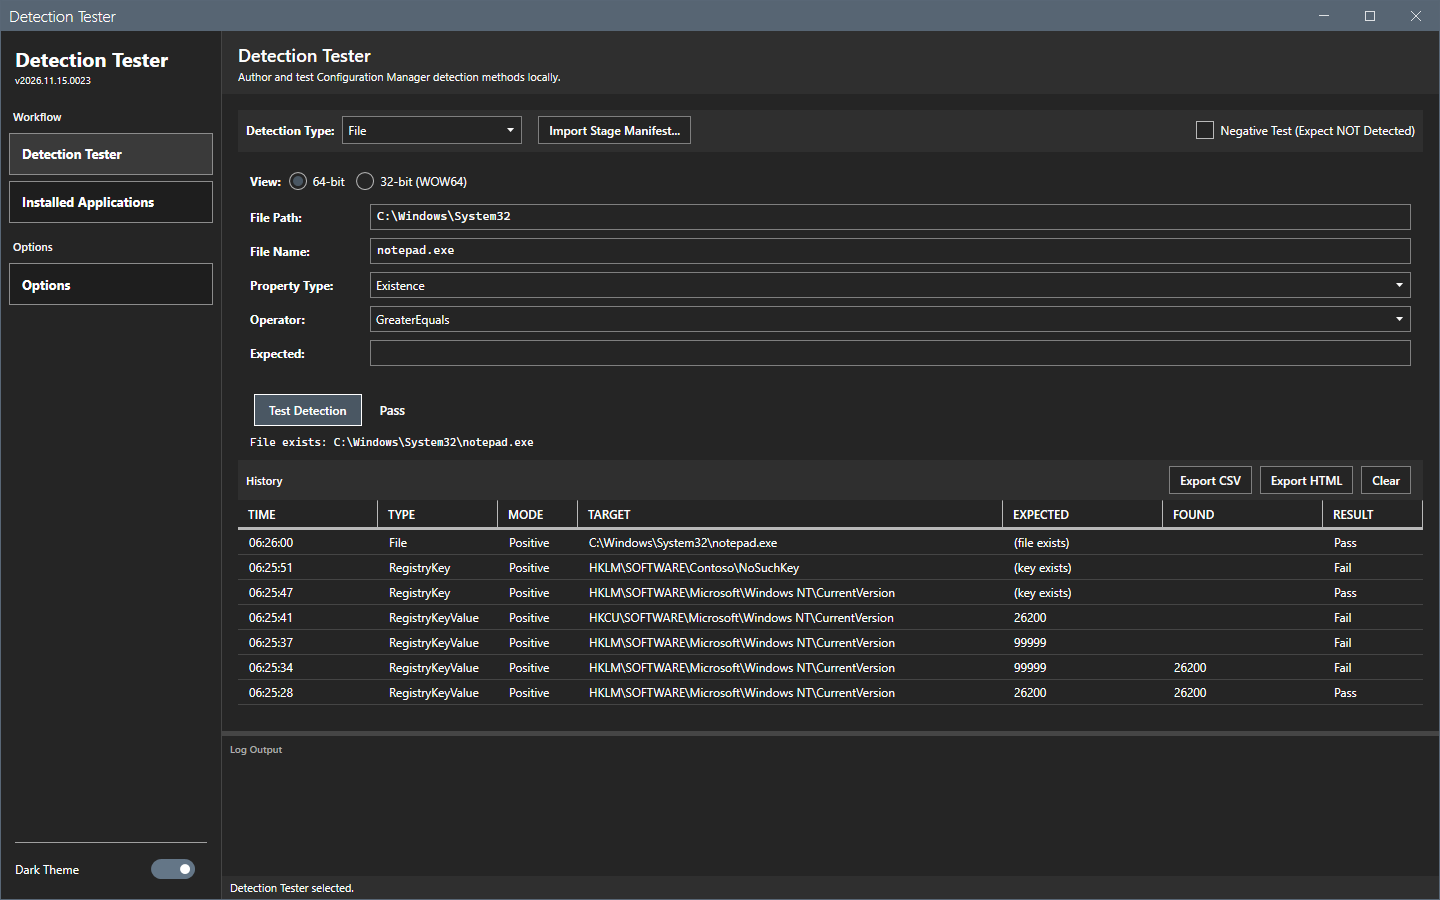 Detection Tester
Detection Tester
v2026.11.15.0023
Workflow
Detection Tester
Installed Applications
Options
Options
Dark Theme
Detection Tester
Author and test Configuration Manager detection methods locally.
Detection Type: File Import Stage Manifest... Negative Test (Expect NOT Detected)
View: 64-bit 32-bit (WOW64)
File Path: C:\Windows\System32
File Name: notepad.exe
Property Type: Existence
Operator: GreaterEquals
Expected:
Test Detection Pass
File exists: C:\Windows\System32\notepad.exe
History Export CSV Export HTML Clear
TIME TYPE MODE TARGET EXPECTED FOUND RESULT
06:26:00 File Positive C:\Windows\System32\notepad.exe (file exists) Pass
06:25:51 RegistryKey Positive HKLM\SOFTWARE\Contoso\NoSuchKey (key exists) Fail
06:25:47 RegistryKey Positive HKLM\SOFTWARE\Microsoft\Windows NT\CurrentVersion (key exists) Pass
06:25:41 RegistryKeyValue Positive HKCU\SOFTWARE\Microsoft\Windows NT\CurrentVersion 26200 Fail
06:25:37 RegistryKeyValue Positive HKLM\SOFTWARE\Microsoft\Windows NT\CurrentVersion 99999 Fail
06:25:34 RegistryKeyValue Positive HKLM\SOFTWARE\Microsoft\Windows NT\CurrentVersion 99999 26200 Fail
06:25:28 RegistryKeyValue Positive HKLM\SOFTWARE\Microsoft\Windows NT\CurrentVersion 26200 26200 Pass
Log Output
Detection Tester selected.